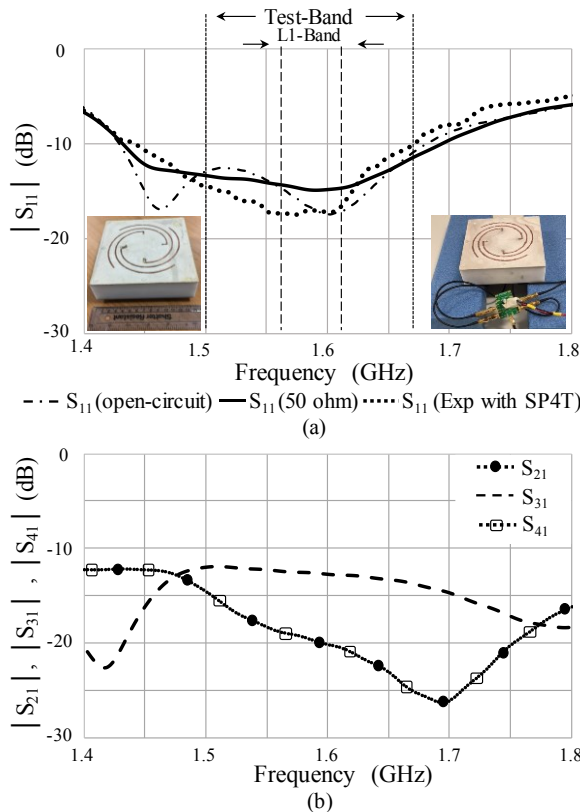 Test-Band
L1-Band
0
-10
-20
-30
| S11 | (dB)
Shatter Resistant
1.4
1.5
1.6
1.7
1.8
Frequency (GHz)
S11 (open-circuit)
S11 (50 ohm)
S11 (Exp with SP4T)
(a)
0
-10
-20
-30
| S21 | , | S31 | , | S41 | (dB)
S21
S31
S41
1.4
1.5
1.6
1.7
1.8
Frequency (GHz)
(b)